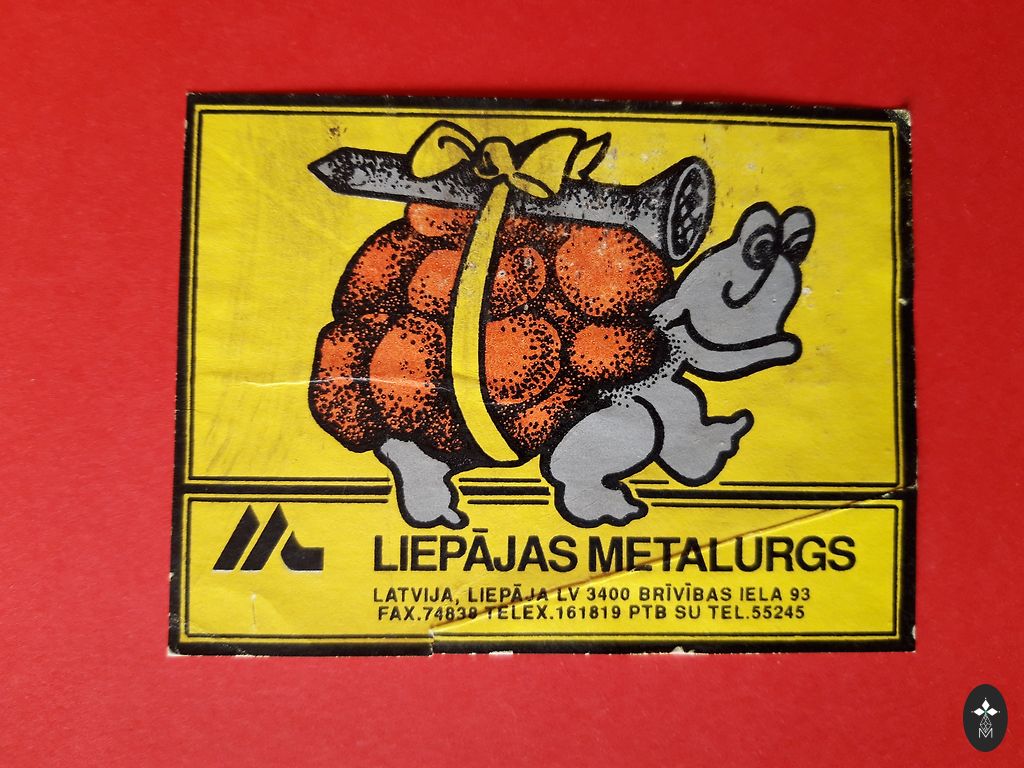 LIEPĀJAS METALURGS
LATVIJA, LIEPĀJA LV 3400 BRĪVĪBAS IELA 93
FAX.74838 TELEX.161819 PTB SU TEL.55245
M